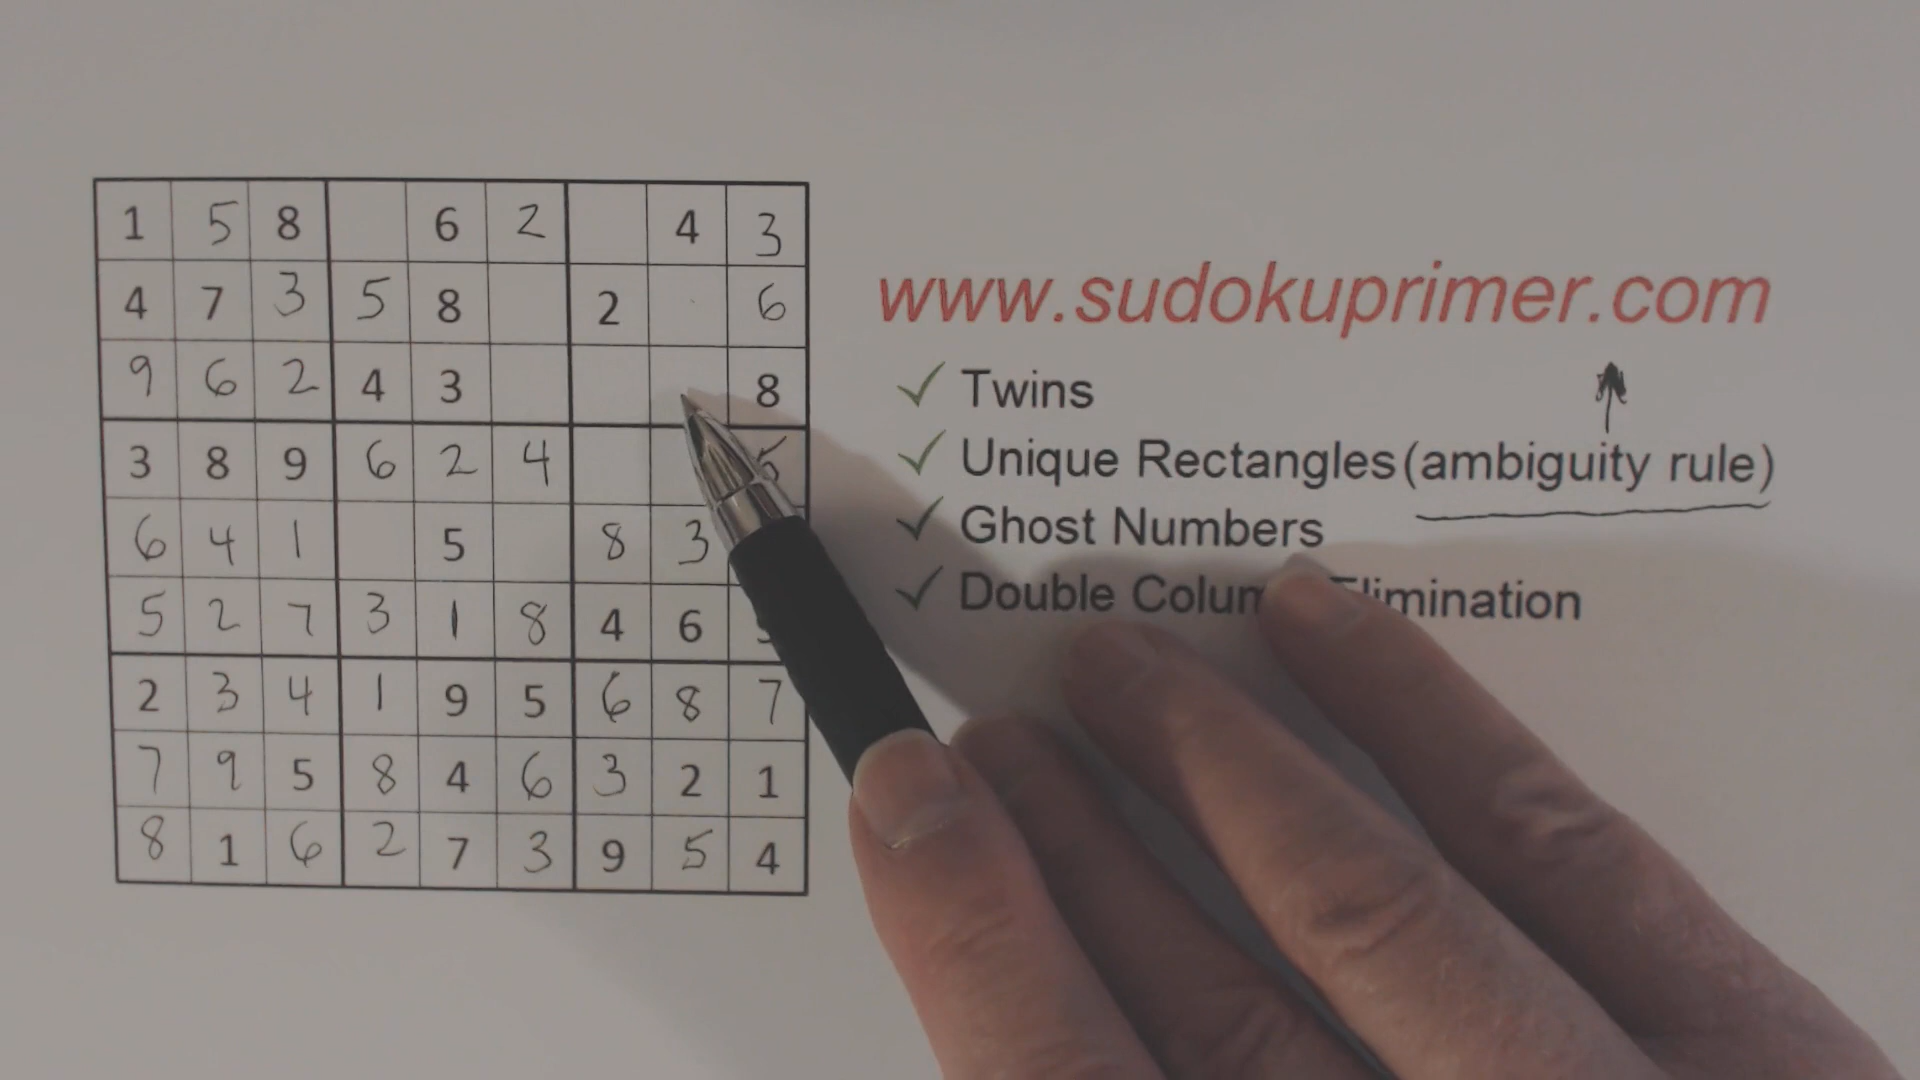 1 5 8 6 2 4 3
4 7 3 5 8 2 6
9 6 2 4 3 8
3 8 9 6 2 4 5
6 4 1 5 8 3
5 2 7 3 1 8 4 6
2 3 4 1 9 5 6 8 7
7 9 5 8 4 6 3 2 1
8 1 6 2 7 3 9 5 4
www.sudokuprimer.com
Twins
Unique Rectangles (ambiguity rule)
Ghost Numbers
Double Column Elimination